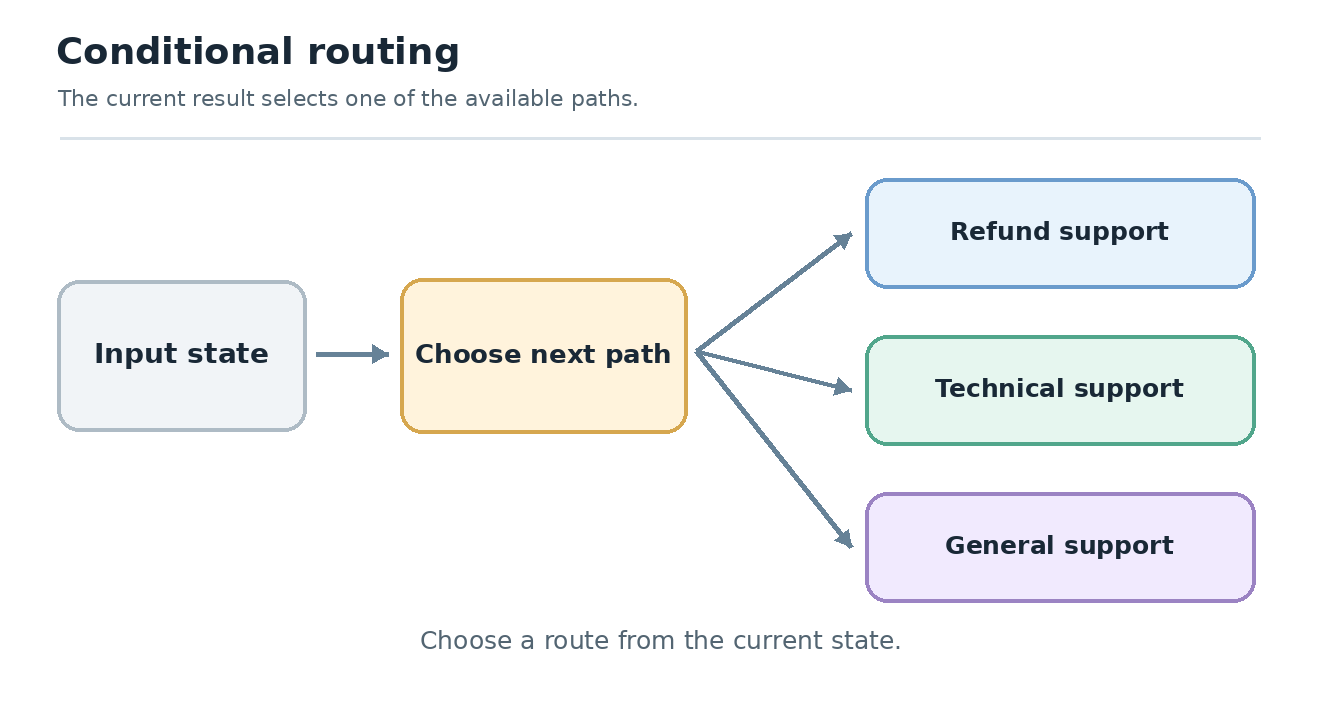 Conditional routing
The current result selects one of the available paths.
Input state
Choose next path
Refund support
Technical support
General support
Choose a route from the current state.